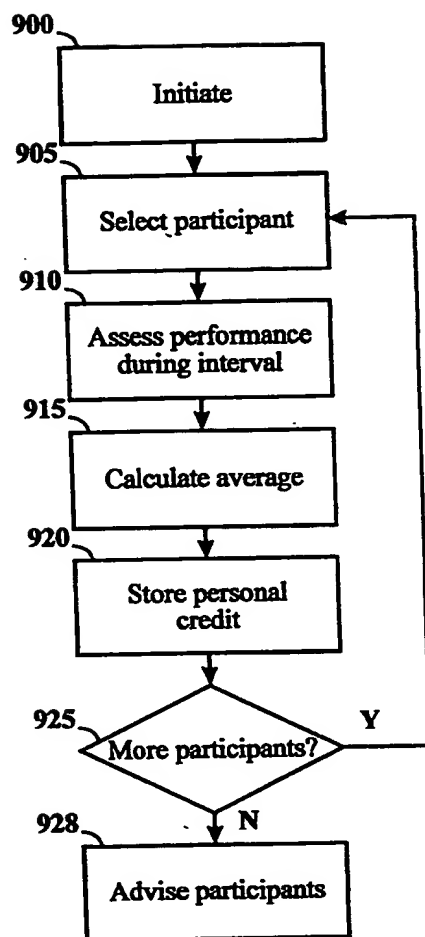 900
Initiate
905
Select participant
910
Assess performance
during interval
915
Calculate average
920
Store personal
credit
925
More participants?
Y
N
928
Advise participants